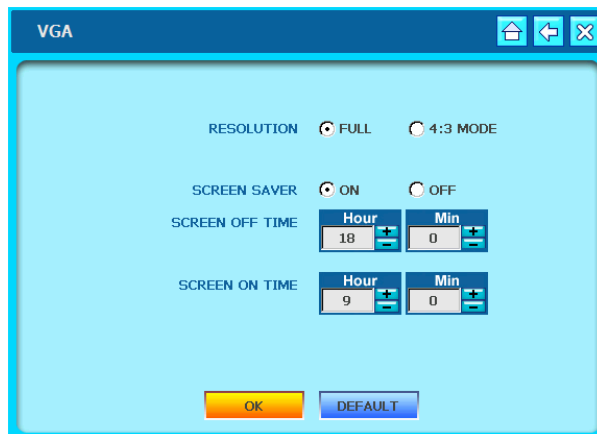 VGA
RESOLUTION FULL 4:3 MODE
SCREEN SAVER ON OFF
SCREEN OFF TIME Hour Min
18 + - 0 + -
SCREEN ON TIME Hour Min
9 + - 0 + -
OK DEFAULT